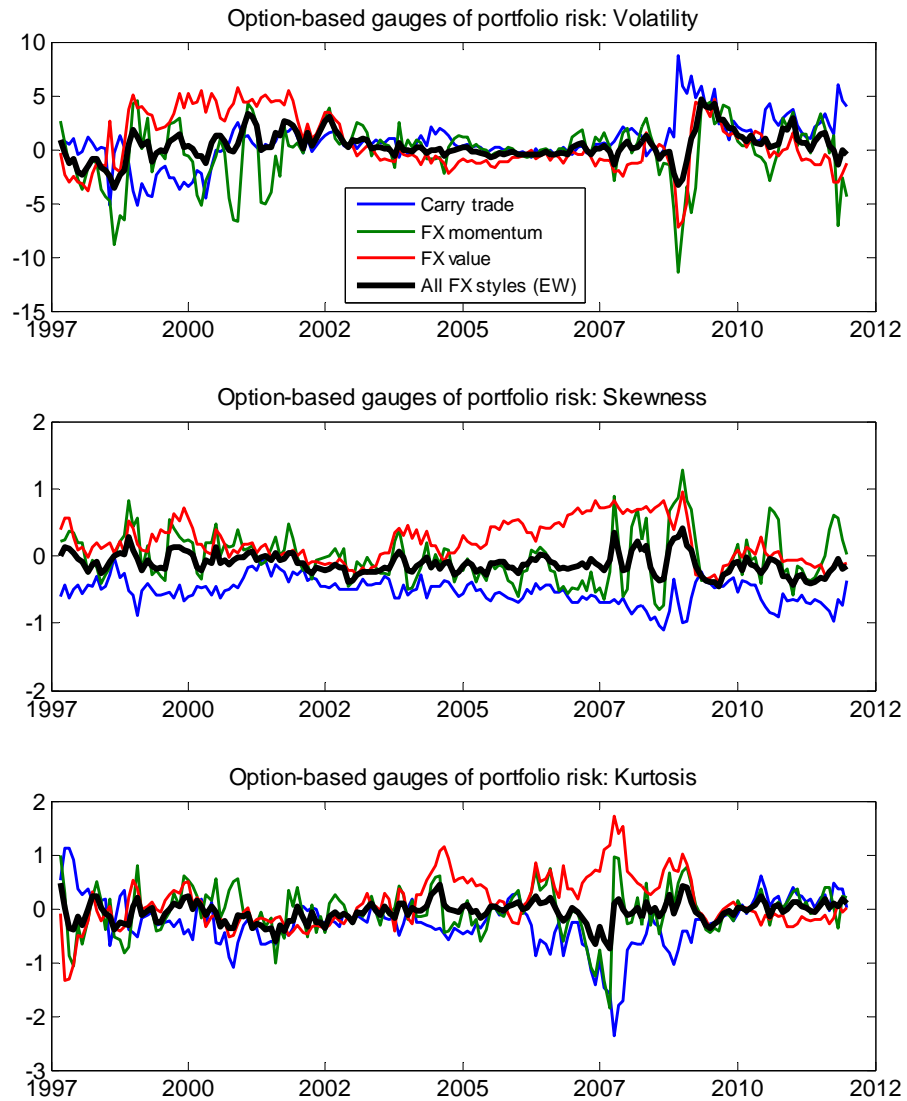 Option-based gauges of portfolio risk: Volatility
10
5
0
-5
-10
-15
Carry trade
FX momentum
FX value
All FX styles (EW)
1997 2000 2002 2005 2007 2010 2012
Option-based gauges of portfolio risk: Skewness
2
1
0
-1
-2
1997 2000 2002 2005 2007 2010 2012
Option-based gauges of portfolio risk: Kurtosis
2
1
0
-1
-2
-3
1997 2000 2002 2005 2007 2010 2012